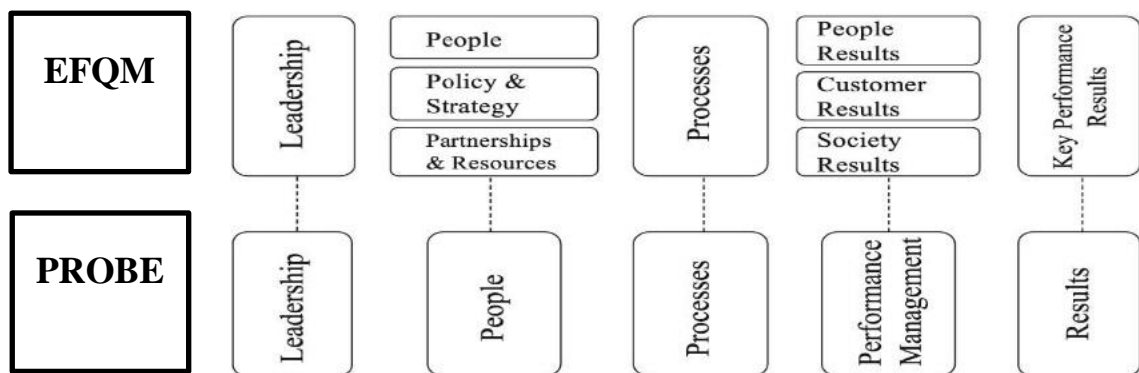 EFQM
Leadership
People
Policy &
Strategy
Partnerships
& Resources
Processes
People
Results
Customer
Results
Society
Results
Key Performance
Results
PROBE
Leadership
People
Processes
Performance
Management
Results